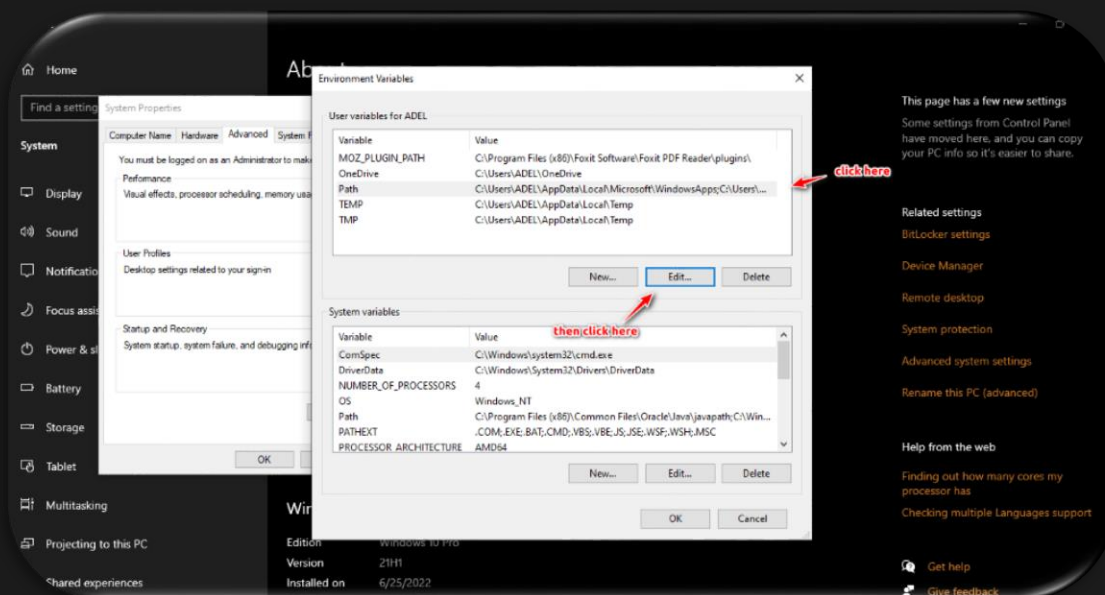 Home
Find a setting
System
Display
Sound
Notificatio
Focus assis
Power & sl
Battery
Storage
Tablet
Multitasking
Projecting to this PC
Shared experiences
Ab
System Properties
Computer Name Hardware Advanced System P
You must be logged on as an Administrator to mak
Performance
Visual effects, processor scheduling, memory usa
User Profiles
Desktop settings related to your sign-in
Startup and Recovery
System startup, system failure, and debugging inf
OK
Environment Variables
User variables for ADEL
Variable Value
MOZ_PLUGIN_PATH C:\Program Files (x86)\Foxit Software\Foxit PDF Reader\plugins\
OneDrive C:\Users\ADEL\OneDrive
Path C:\Users\ADEL\AppData\Local\Microsoft\WindowsApps;C:\Users\...
TEMP C:\Users\ADEL\AppData\Local\Temp
TMP C:\Users\ADEL\AppData\Local\Temp
click here
New... Edit... Delete
then click here
System variables
Variable Value
ComSpec C:\Windows\system32\cmd.exe
DriverData C:\Windows\System32\Drivers\DriverData
NUMBER_OF_PROCESSORS 4
OS Windows_NT
Path C:\Program Files (x86)\Common Files\Oracle\Java\javapath;C:\Win...
PATHEXT .COM;.EXE;.BAT;.CMD;.VBS;.VBE;.JS;.JSE;.WSF;.WSH;.MSC
PROCESSOR_ARCHITECTURE AMD64
New... Edit... Delete
OK Cancel
Wir
Edition Windows 10 Pro
Version 21H1
Installed on 6/25/2022
This page has a few new settings
Some settings from Control Panel
have moved here, and you can copy
your PC info so it's easier to share.
Related settings
BitLocker settings
Device Manager
Remote desktop
System protection
Advanced system settings
Rename this PC (advanced)
Help from the web
Finding out how many cores my
processor has
Checking multiple Languages support
Get help
Give feedback